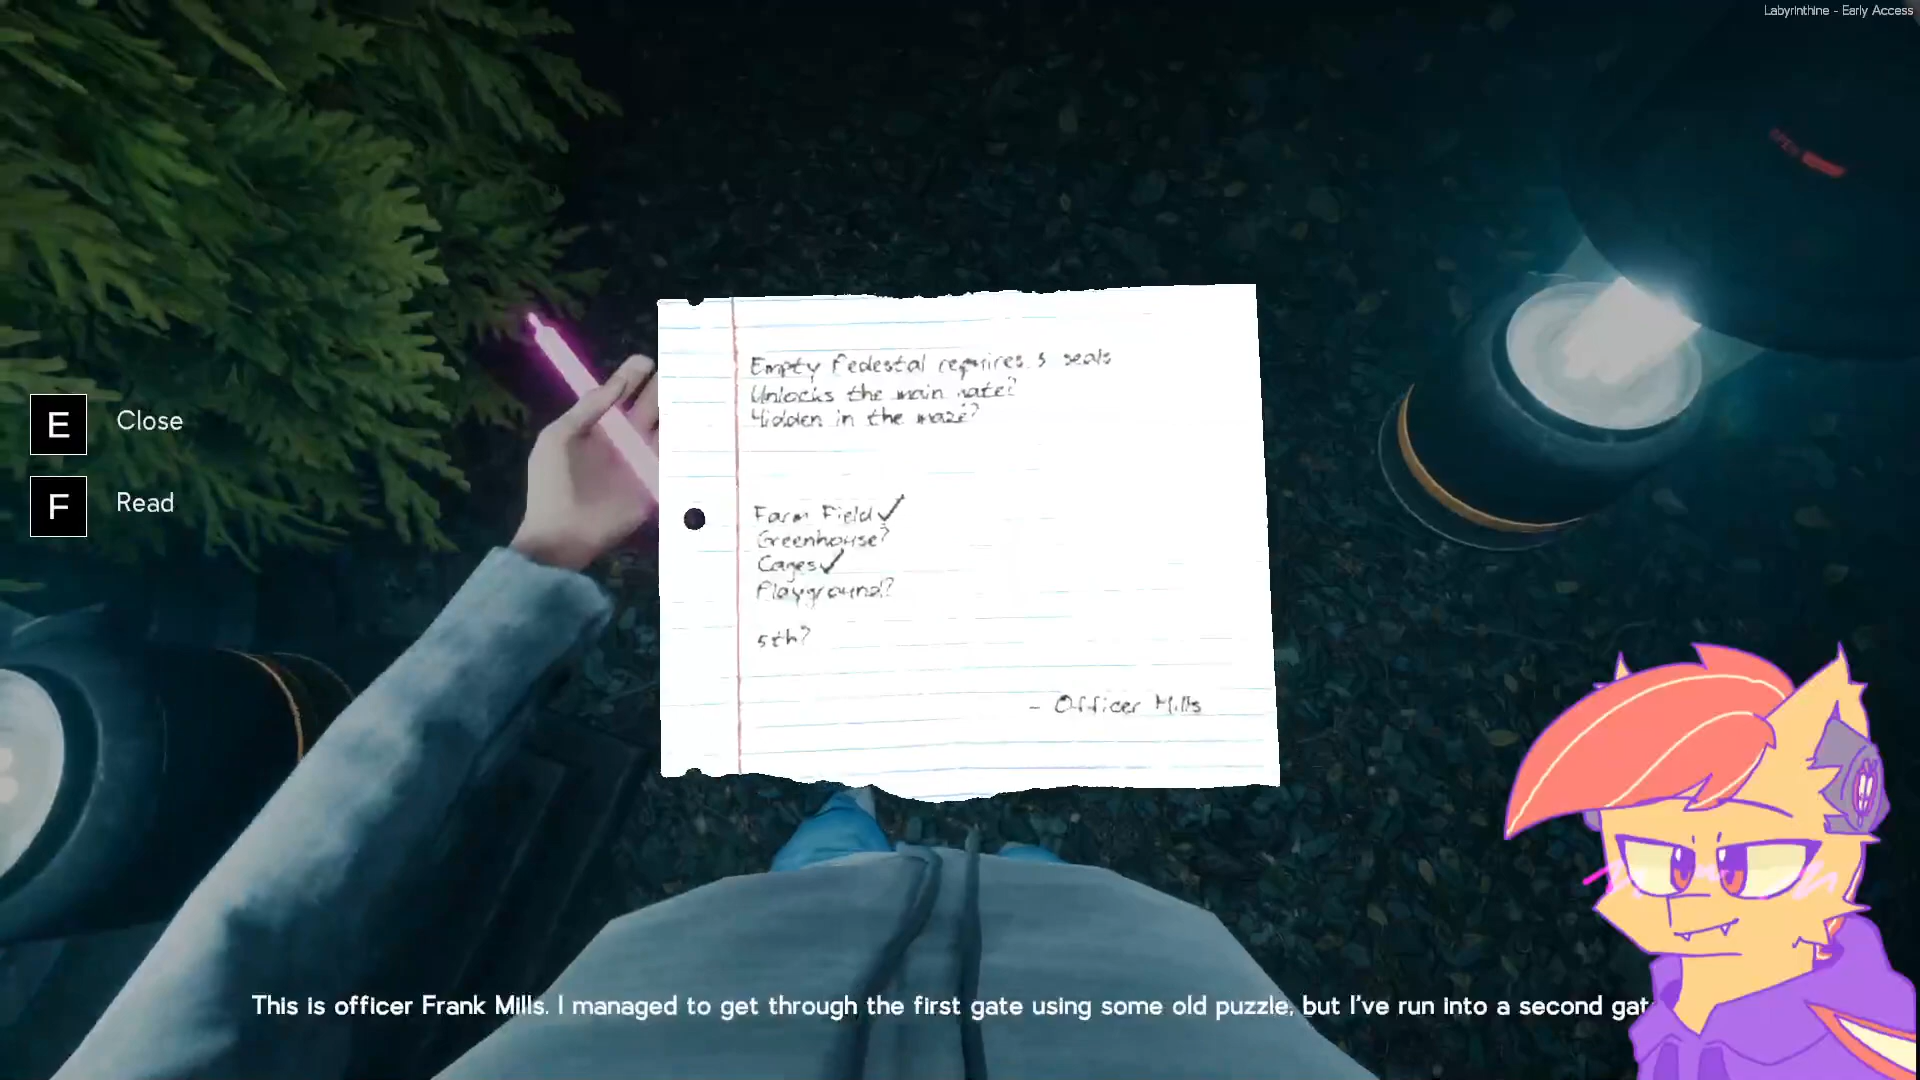 Labyrinthine - Early Access
Empty Pedestal requires 5 seals
Unlocks the main gate?
Hidden in the maze?
E Close
F Read
Farm Field ✓
Greenhouse?
Cages ✓
Playground?
5th?
- Officer Mills
This is officer Frank Mills. I managed to get through the first gate using some old puzzle, but I've run into a second gat